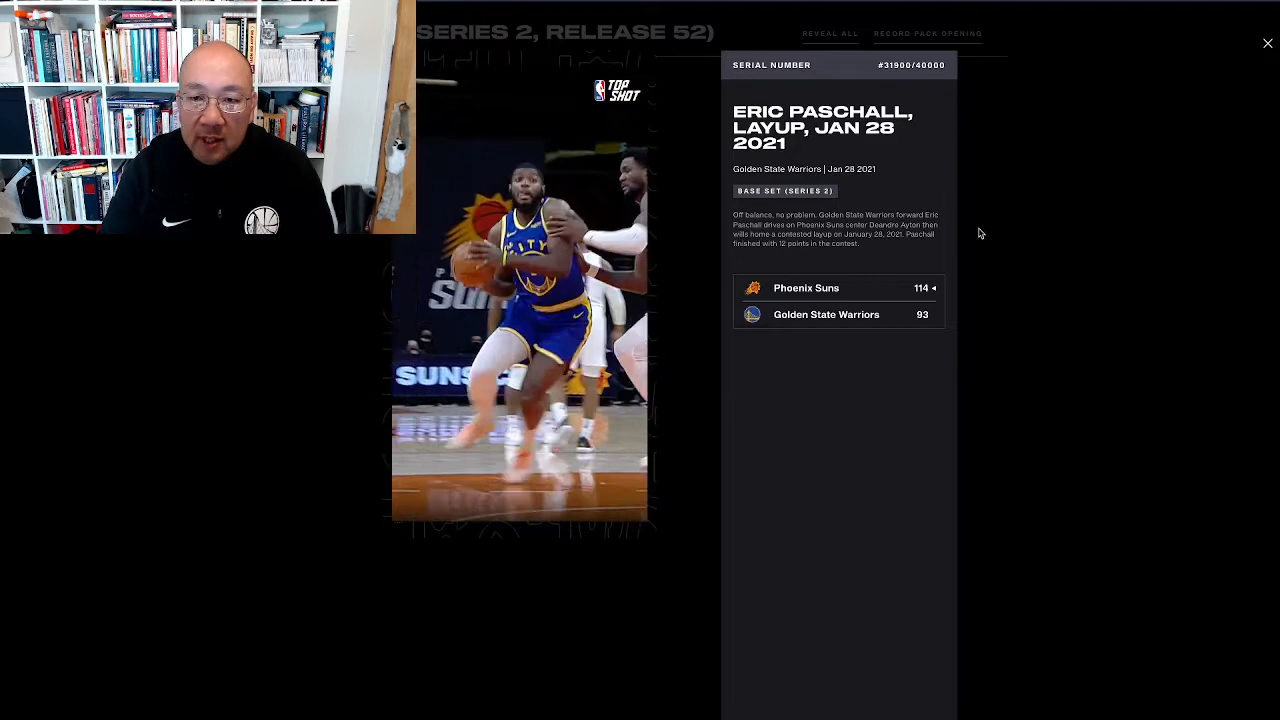 SERIES 2, RELEASE 52)
REVEAL ALL
RECORD PACK OPENING
TOP
SHOT
SERIAL NUMBER
#31900/40000
ERIC PASCHALL,
LAYUP, JAN 28
2021
Golden State Warriors | Jan 28 2021
BASE SET (SERIES 2)
Off balance, no problem. Golden State Warriors forward Eric
Paschall drives on Phoenix Suns center Deandre Ayton then
wills home a contested layup on January 28, 2021. Paschall
finished with 12 points in the contest.
Phoenix Suns 114
Golden State Warriors 93
CITY
SUNS